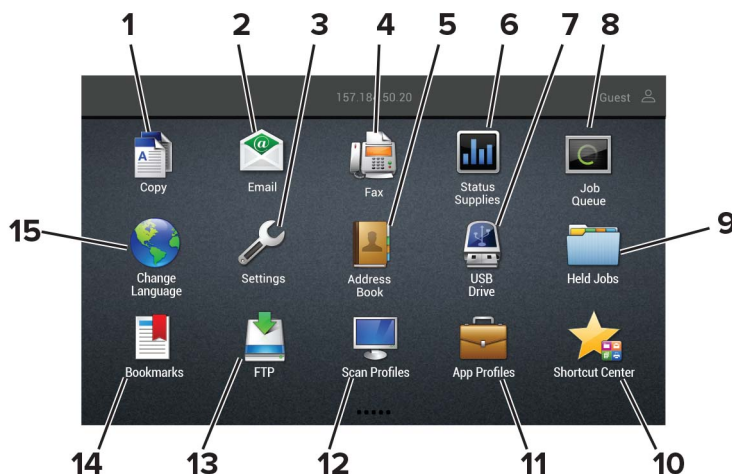 1 2 3 4 5 6 7 8
157.184.50.20 Guest
A @
Copy Email Fax Status Supplies Job Queue
15 9
Change Language Settings Address Book USB Drive Held Jobs
Bookmarks FTP Scan Profiles App Profiles Shortcut Center
14 13 12 11 10